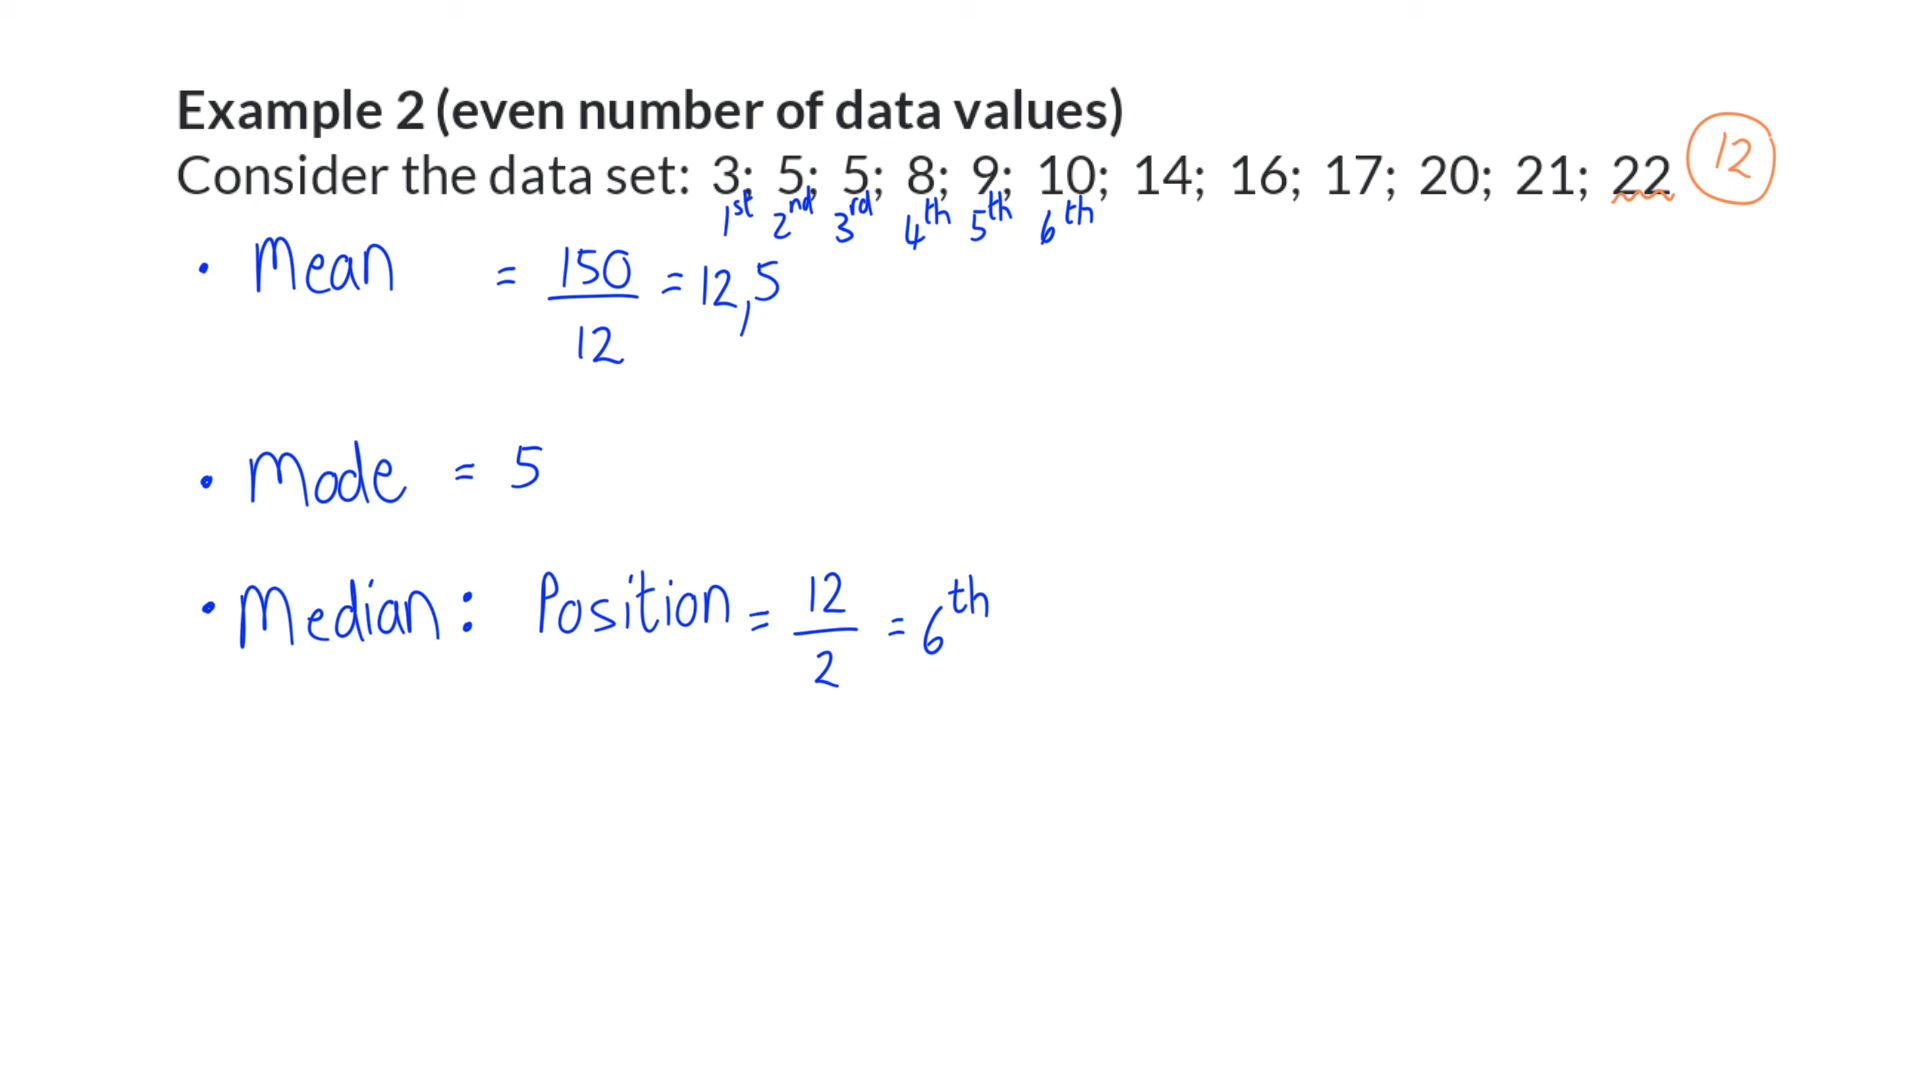 Example 2 (even number of data values)
Consider the data set: 3; 5; 5; 8; 9; 10; 14; 16; 17; 20; 21; 22 12
1st 2nd 3rd 4th 5th 6th
• Mean = 150/12 = 12,5
• Mode = 5
• Median: Position = 12/2 = 6th